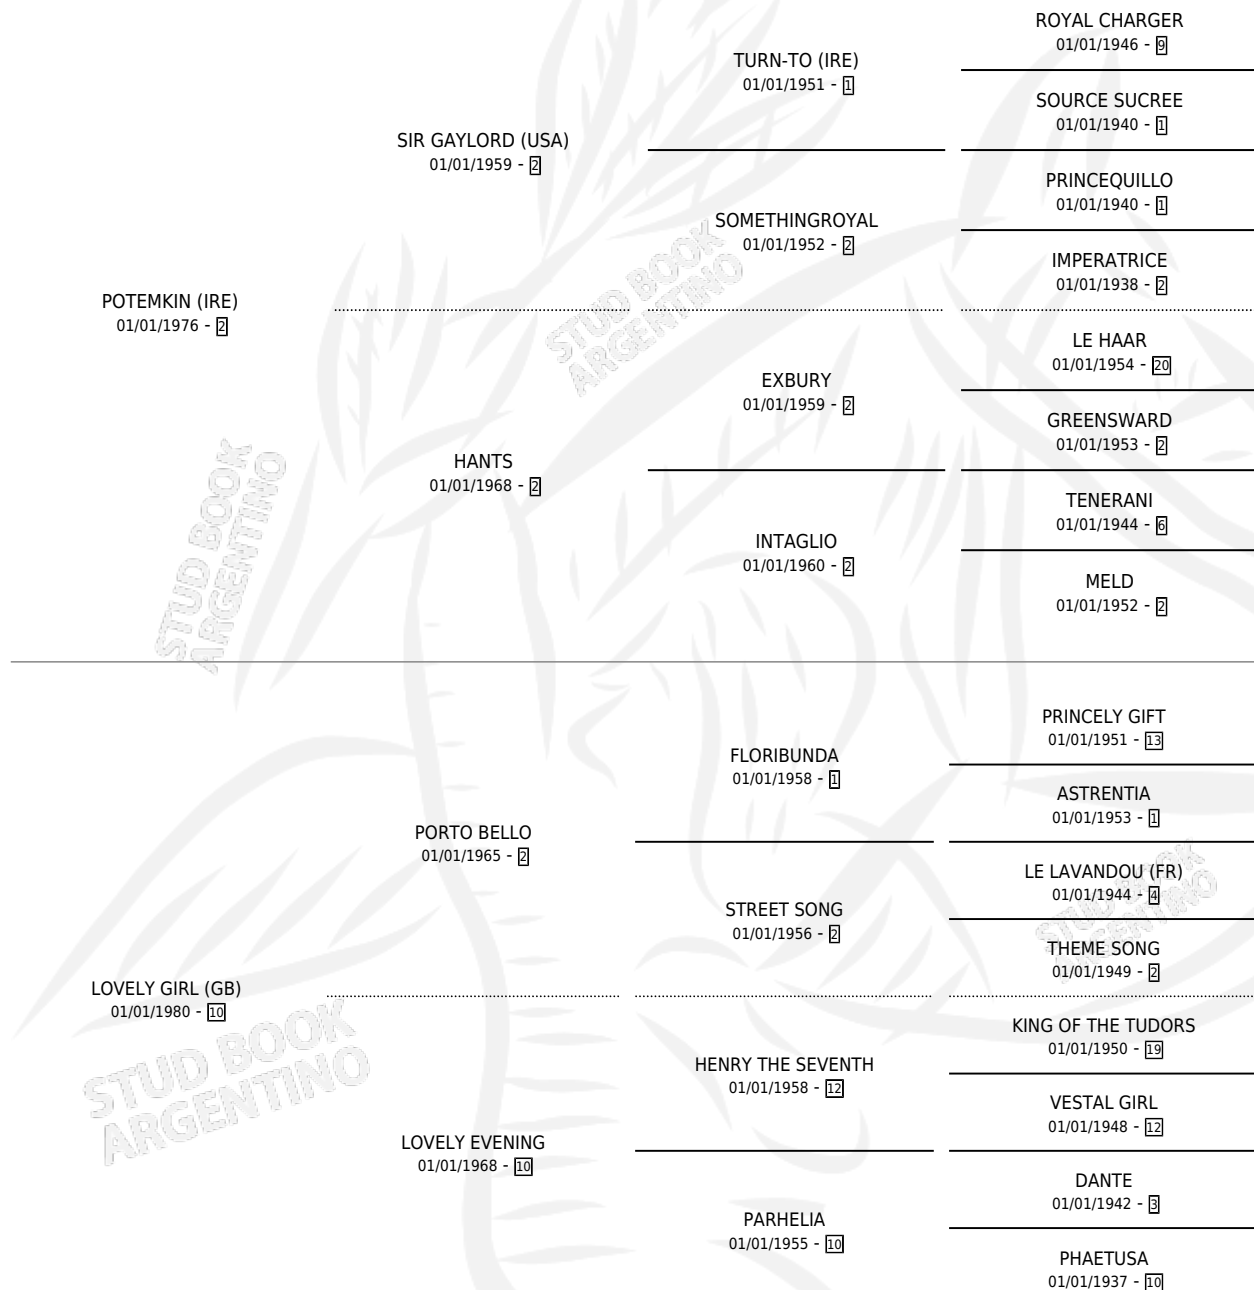 ROYAL CHARGER
01/01/1946 - 9
TURN-TO (IRE)
01/01/1951 - 1
SOURCE SUCREE
01/01/1940 - 1
SIR GAYLORD (USA)
01/01/1959 - 2
PRINCEQUILLO
01/01/1940 - 1
SOMETHINGROYAL
01/01/1952 - 2
IMPERATRICE
01/01/1938 - 2
STUD BOOK
ARGENTINO
POTEMKIN (IRE)
01/01/1976 - 2
LE HAAR
01/01/1954 - 20
EXBURY
01/01/1959 - 2
GREENSWARD
01/01/1953 - 2
HANTS
01/01/1968 - 2
TENERANI
01/01/1944 - 6
INTAGLIO
01/01/1960 - 2
MELD
01/01/1952 - 2
STUD BOOK
ARGENTINO
PRINCELY GIFT
01/01/1951 - 13
FLORIBUNDA
01/01/1958 - 1
ASTRENTIA
01/01/1953 - 1
PORTO BELLO
01/01/1965 - 2
LE LAVANDOU (FR)
01/01/1944 - 4
STREET SONG
01/01/1956 - 2
THEME SONG
01/01/1949 - 2
STUD BOOK
ARGENTINO
LOVELY GIRL (GB)
01/01/1980 - 10
KING OF THE TUDORS
01/01/1950 - 19
HENRY THE SEVENTH
01/01/1958 - 12
VESTAL GIRL
01/01/1948 - 12
STUD BOOK
ARGENTINO
LOVELY EVENING
01/01/1968 - 10
DANTE
01/01/1942 - 3
PARHELIA
01/01/1955 - 10
PHAETUSA
01/01/1937 - 10